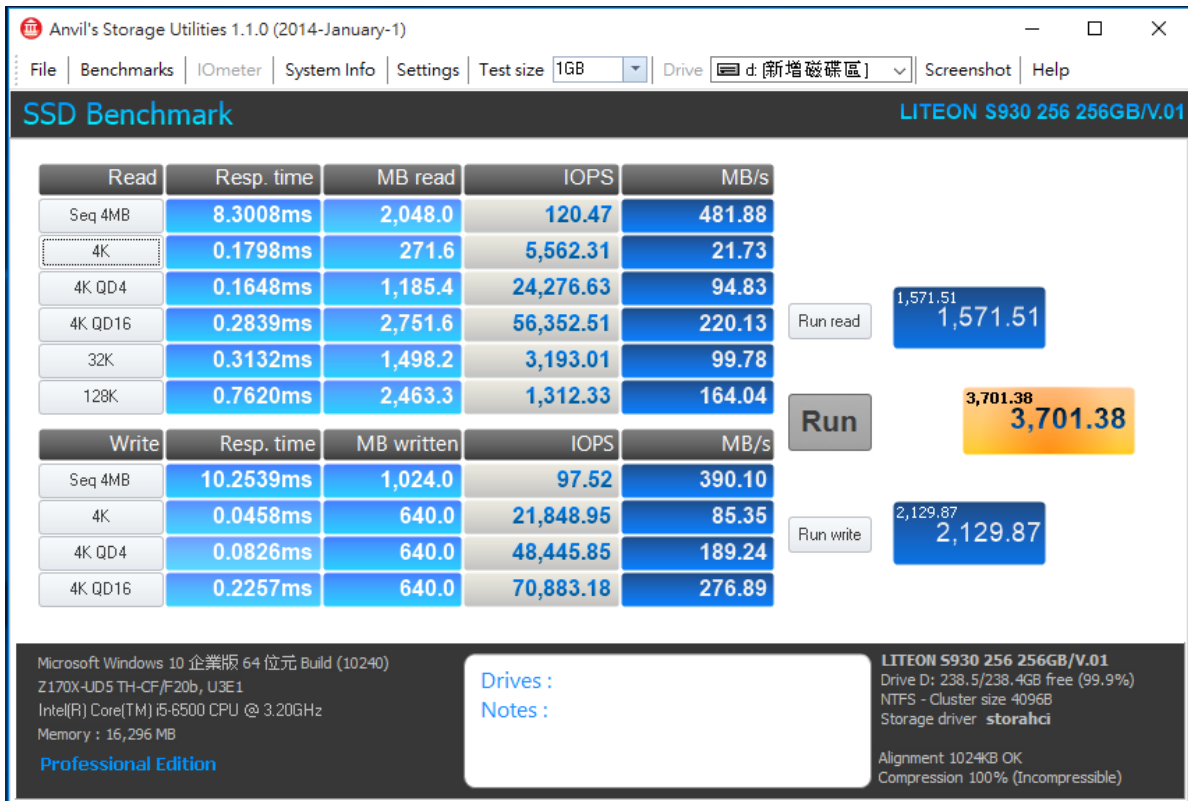 Anvil's Storage Utilities 1.1.0 (2014-January-1)
File Benchmarks IOmeter System Info Settings Test size 1GB Drive d: [新增磁碟區] Screenshot Help
SSD Benchmark LITEON S930 256 256GB/V.01
Read Resp. time MB read IOPS MB/s
Seq 4MB 8.3008ms 2,048.0 120.47 481.88
4K 0.1798ms 271.6 5,562.31 21.73
4K QD4 0.1648ms 1,185.4 24,276.63 94.83
4K QD16 0.2839ms 2,751.6 56,352.51 220.13
32K 0.3132ms 1,498.2 3,193.01 99.78
128K 0.7620ms 2,463.3 1,312.33 164.04
Run read
1,571.51
1,571.51
Run
3,701.38
3,701.38
Write Resp. time MB written IOPS MB/s
Seq 4MB 10.2539ms 1,024.0 97.52 390.10
4K 0.0458ms 640.0 21,848.95 85.35
4K QD4 0.0826ms 640.0 48,445.85 189.24
4K QD16 0.2257ms 640.0 70,883.18 276.89
Run write
2,129.87
2,129.87
Microsoft Windows 10 企業版 64 位元 Build (10240)
Z170X-UD5 TH-CF/F20b, U3E1
Intel(R) Core(TM) i5-6500 CPU @ 3.20GHz
Memory : 16,296 MB
Professional Edition
Drives :
Notes :
LITEON S930 256 256GB/V.01
Drive D: 238.5/238.4GB free (99.9%)
NTFS - Cluster size 4096B
Storage driver storahci
Alignment 1024KB OK
Compression 100% (Incompressible)